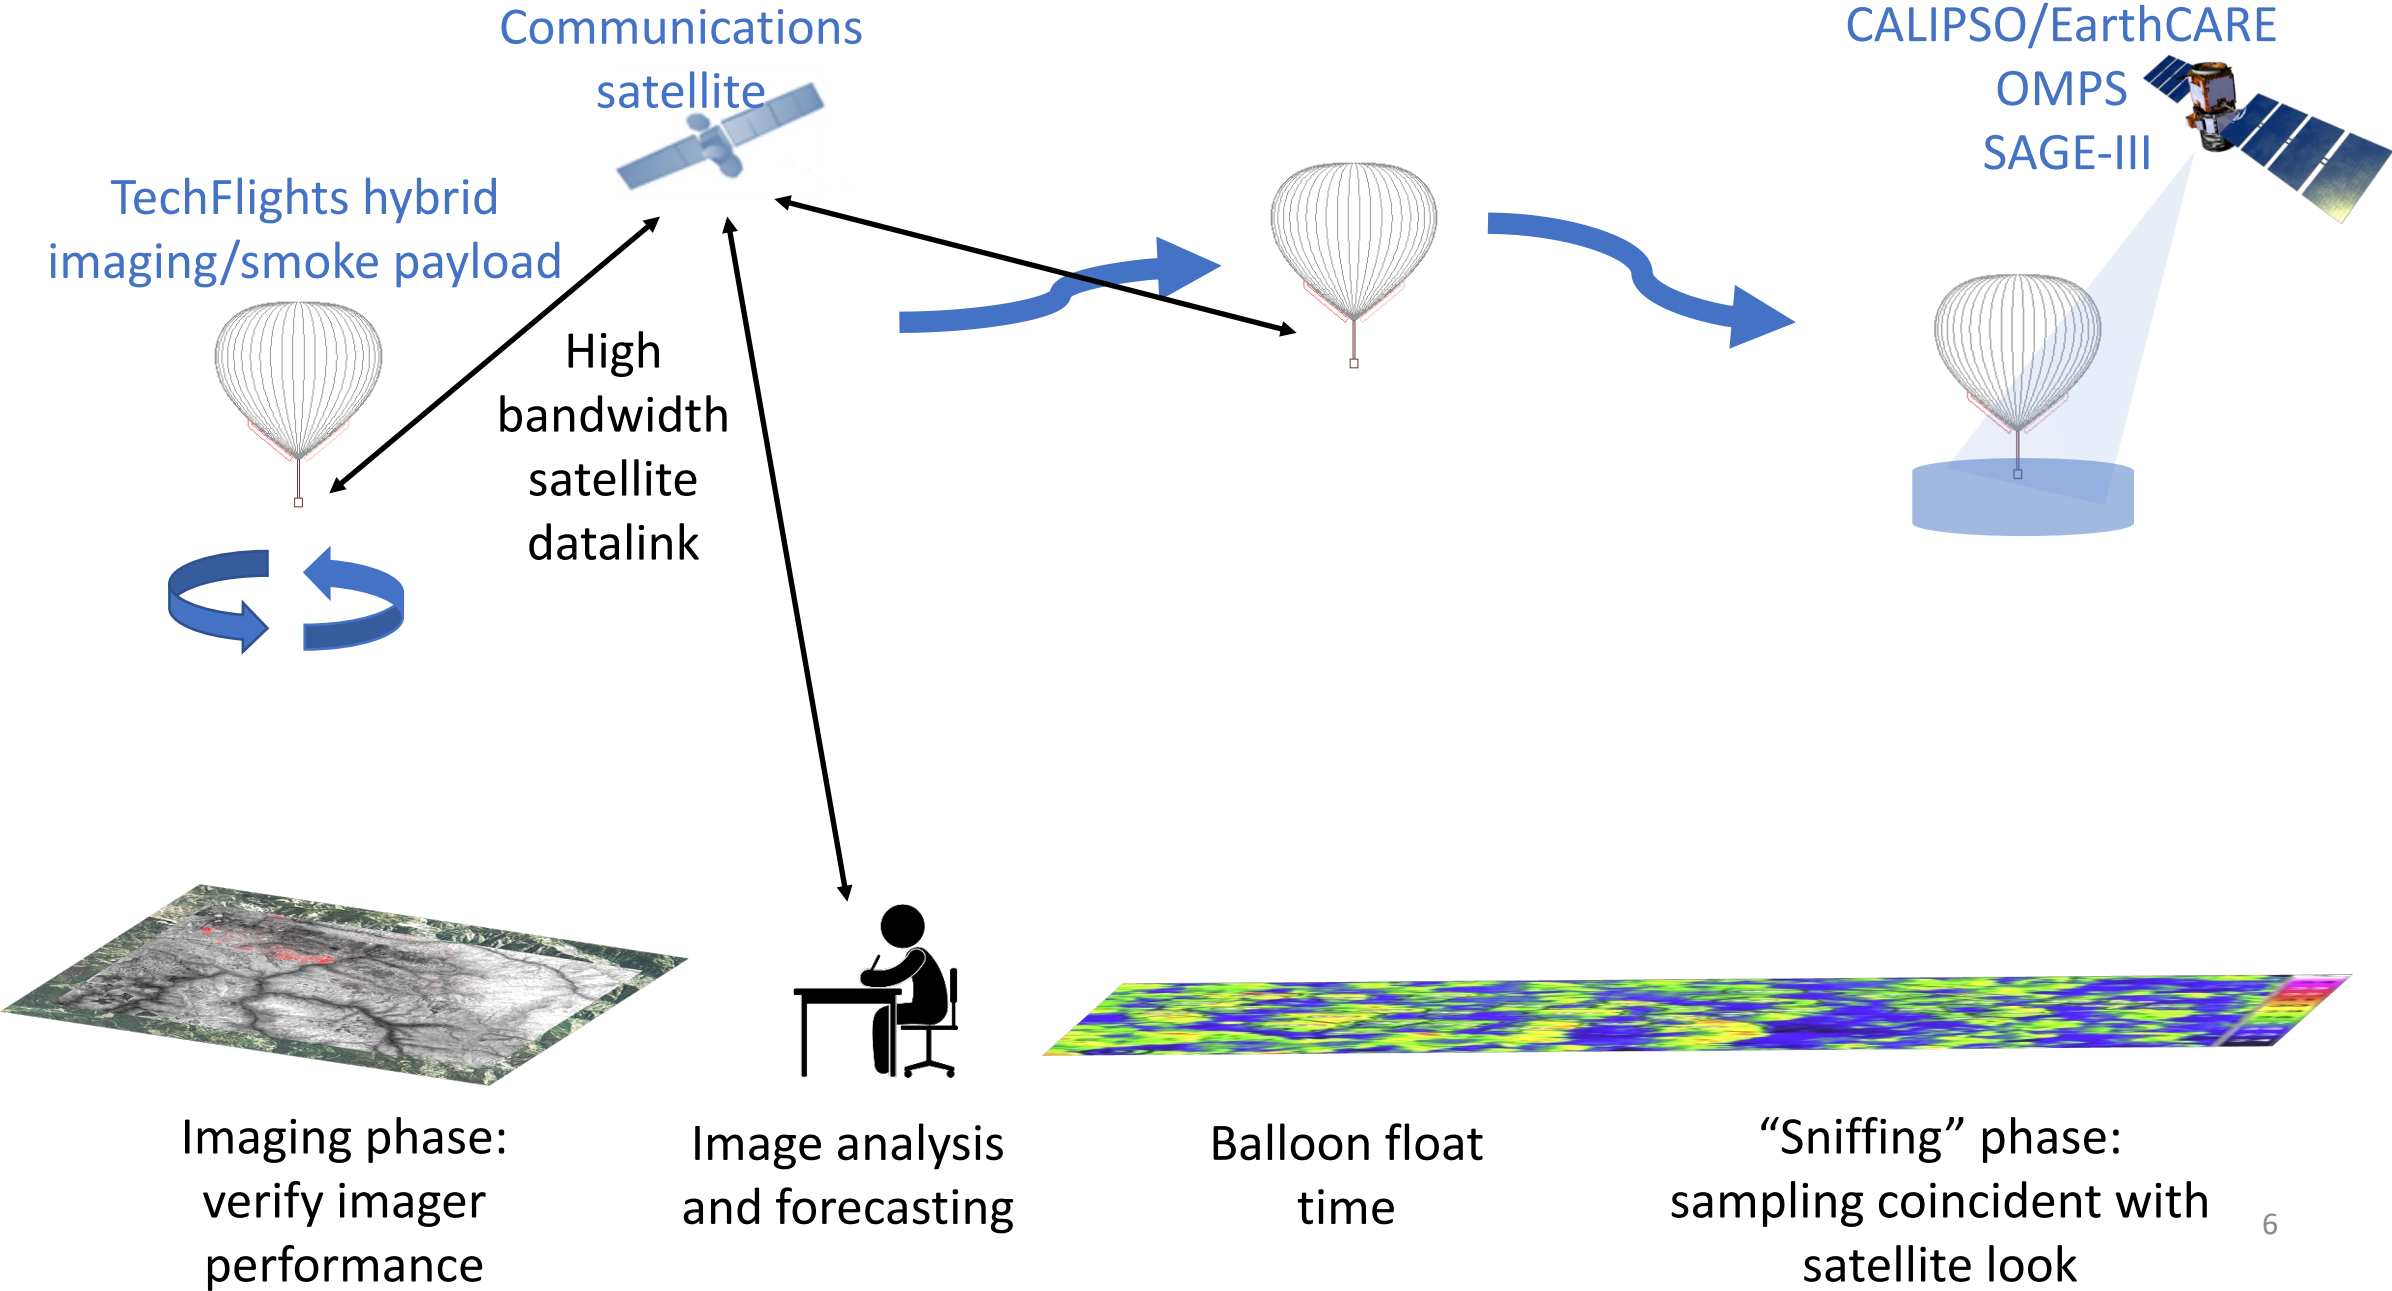 Communications
satellite
CALIPSO/EarthCARE
OMPS
SAGE-III
TechFlights hybrid
imaging/smoke payload
High
bandwidth
satellite
datalink
Imaging phase:
verify imager
performance
Image analysis
and forecasting
Balloon float
time
“Sniffing” phase:
sampling coincident with
satellite look
6